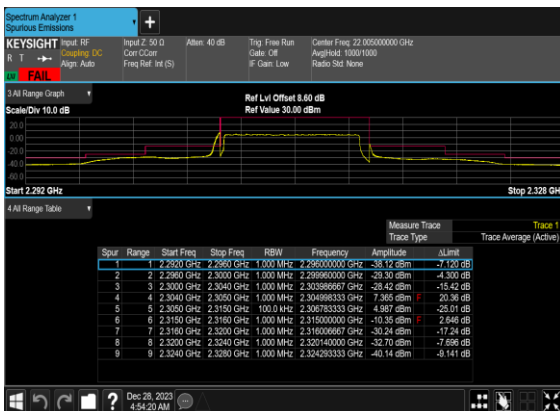 Spectrum Analyzer 1
Spurious Emissions
KEYSIGHT Input: RF Input Z: 50 Ω Atten: 40 dB Trig: Free Run Center Freq: 22.005000000 GHz
R T Coupling: DC Corr CCorr Gate: Off Avg|Hold: 1000/1000
Align: Auto Freq Ref: Int (S) IF Gain: Low Radio Std: None
LV FAIL
3 All Range Graph
Scale/Div 10.0 dB Ref Lvl Offset 8.60 dB
Ref Value 30.00 dBm
20.0
0.00
-20.0
-40.0
-60.0
Start 2.292 GHz Stop 2.328 GH
4 All Range Table
Measure Trace Trace 1
Trace Type Trace Average (Active)
Spur Range Start Freq Stop Freq RBW Frequency Amplitude ΔLimit
1 1 2.2920 GHz 2.2960 GHz 1.000 MHz 2.296000000 GHz -38.12 dBm -7.120 dB
2 2 2.2960 GHz 2.3000 GHz 1.000 MHz 2.299960000 GHz -29.30 dBm -4.300 dB
3 3 2.3000 GHz 2.3040 GHz 1.000 MHz 2.303986667 GHz -28.42 dBm -15.42 dB
4 4 2.3040 GHz 2.3050 GHz 1.000 MHz 2.304998333 GHz 7.365 dBm F 20.36 dB
5 5 2.3050 GHz 2.3150 GHz 100.0 kHz 2.306783333 GHz 4.987 dBm -25.01 dB
6 6 2.3150 GHz 2.3160 GHz 1.000 MHz 2.315000000 GHz -10.35 dBm F 2.646 dB
7 7 2.3160 GHz 2.3200 GHz 1.000 MHz 2.316006667 GHz -30.24 dBm -17.24 dB
8 8 2.3200 GHz 2.3240 GHz 1.000 MHz 2.320140000 GHz -32.70 dBm -7.696 dB
9 9 2.3240 GHz 2.3280 GHz 1.000 MHz 2.324293333 GHz -40.14 dBm -9.141 dB
Dec 28, 2023
4:54:20 AM